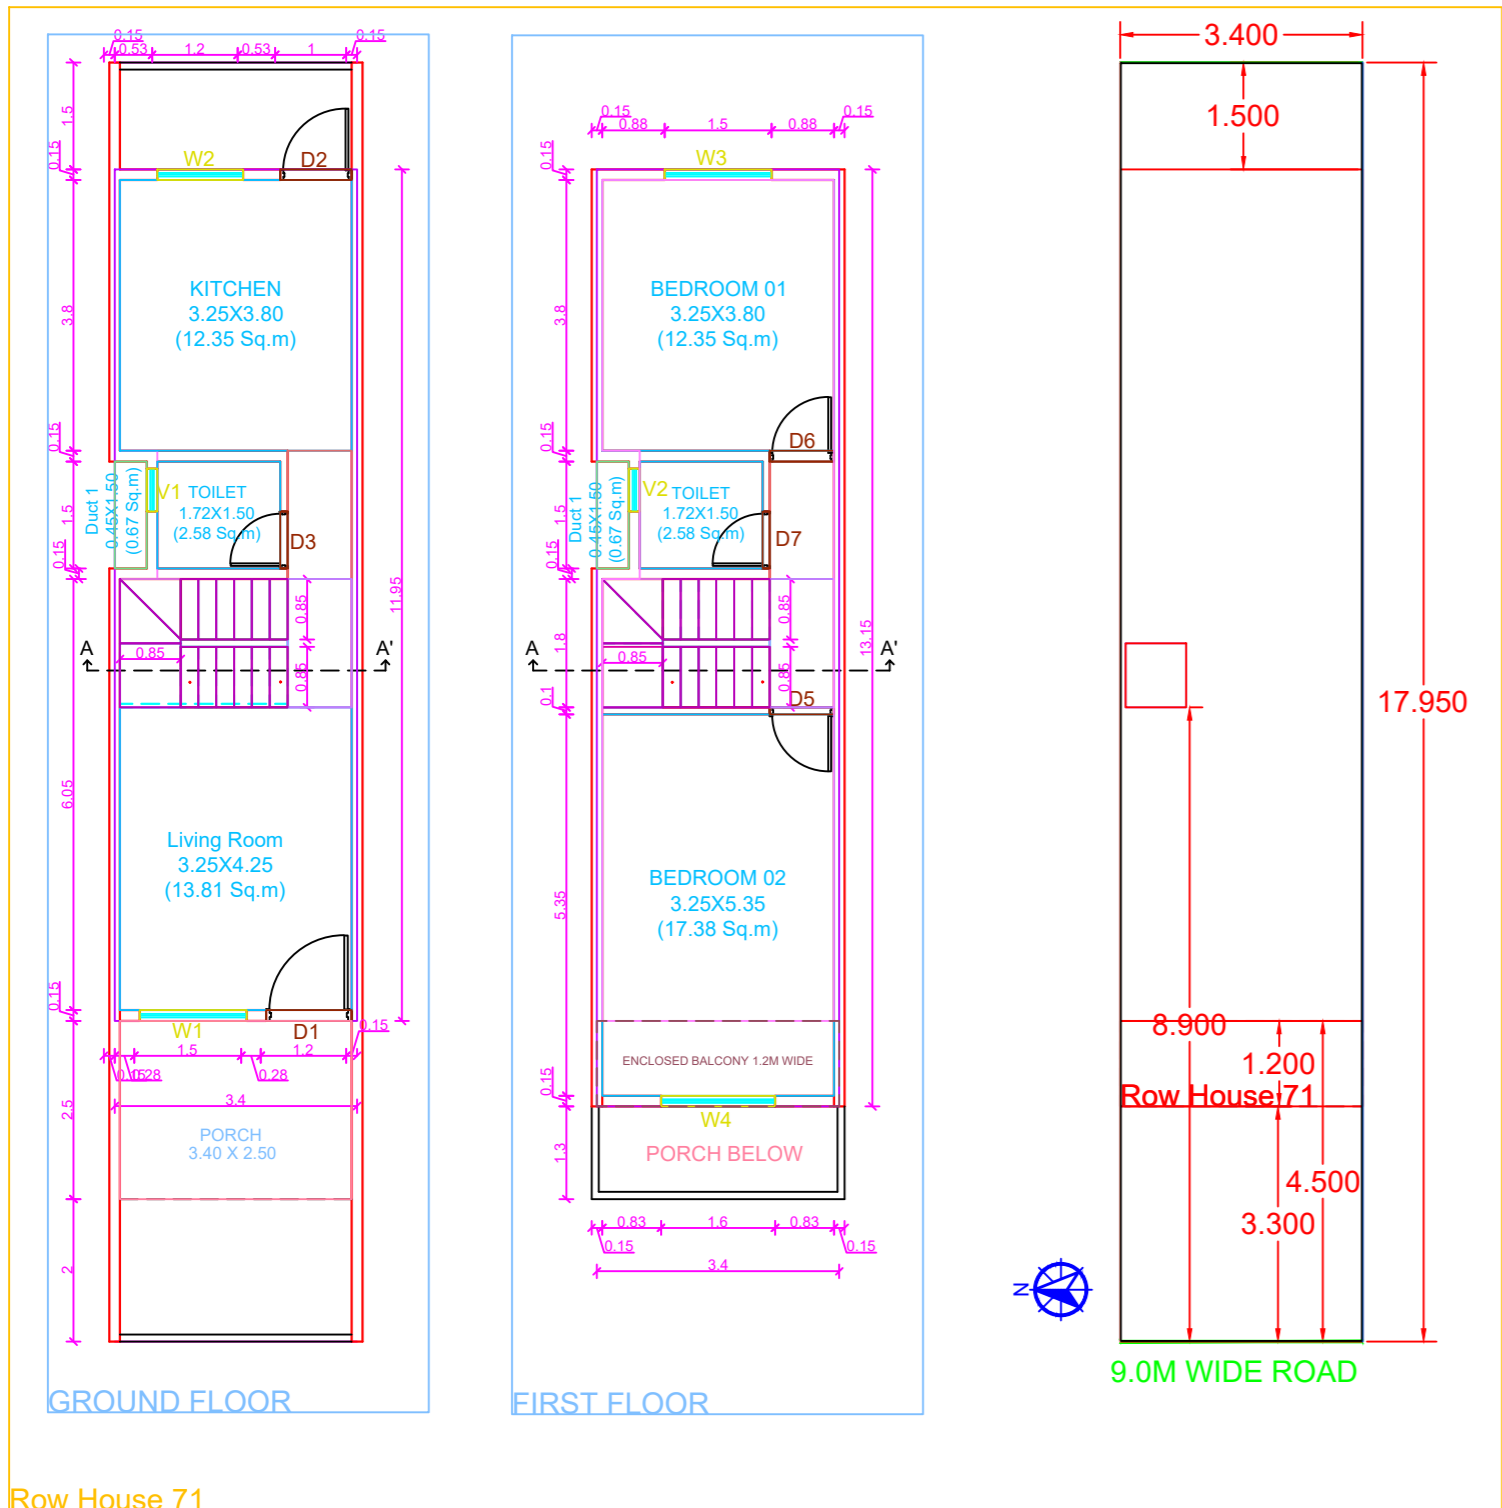 0.15
0.15
0.53
1.2
0.53
1
1.5
0.15
W2
D2
KITCHEN
3.25X3.80
(12.35 Sq.m)
3.8
0.15
1.5
0.15
Duct 1
0.45X1.50
(0.67 Sq.m)
V1
TOILET
1.72X1.50
(2.58 Sq.m)
D3
11.95
0.85
0.85
0.85
A
A'
6.05
Living Room
3.25X4.25
(13.81 Sq.m)
0.15
W1
D1
0.15
1.5
1.2
0.15
0.28
0.28
3.4
2.5
PORCH
3.40 X 2.50
2
GROUND FLOOR
0.15
0.15
0.88
1.5
0.88
0.15
W3
BEDROOM 01
3.25X3.80
(12.35 Sq.m)
3.8
0.15
D6
1.5
0.15
Duct 1
0.45X1.50
(0.67 Sq.m)
V2
TOILET
1.72X1.50
(2.58 Sq.m)
D7
1.8
0.85
0.85
0.85
13.15
A
A'
0.1
D5
5.35
BEDROOM 02
3.25X5.35
(17.38 Sq.m)
ENCLOSED BALCONY 1.2M WIDE
0.15
W4
1.3
PORCH BELOW
0.83
1.6
0.83
0.15
0.15
3.4
FIRST FLOOR
3.400
1.500
17.950
8.900
1.200
Row House 71
4.500
3.300
N
9.0M WIDE ROAD
Row House 71